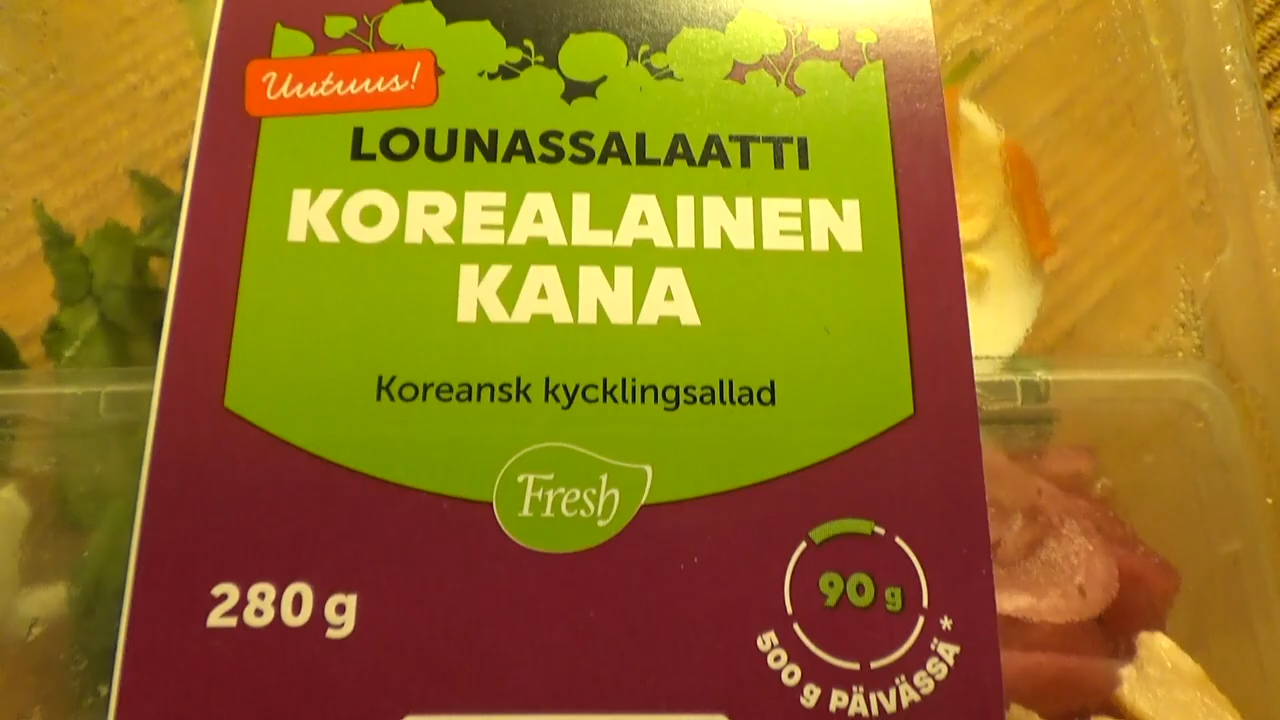 Uutuus!
LOUNASSALAATTI
KOREALAINEN
KANA
Koreansk kycklingsallad
Fresh
280 g
90 g
500 g PÄIVÄSSÄ *